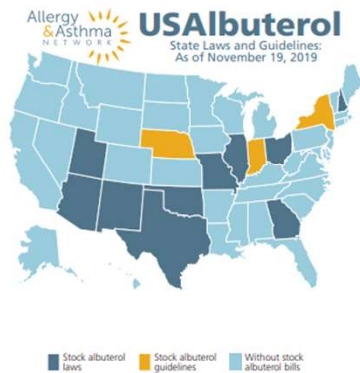 Allergy
&Asthma
NETWORK
USAlbuterol
State Laws and Guidelines:
As of November 19, 2019
Stock albuterol
laws
Stock albuterol
guidelines
Without stock
albuterol bills